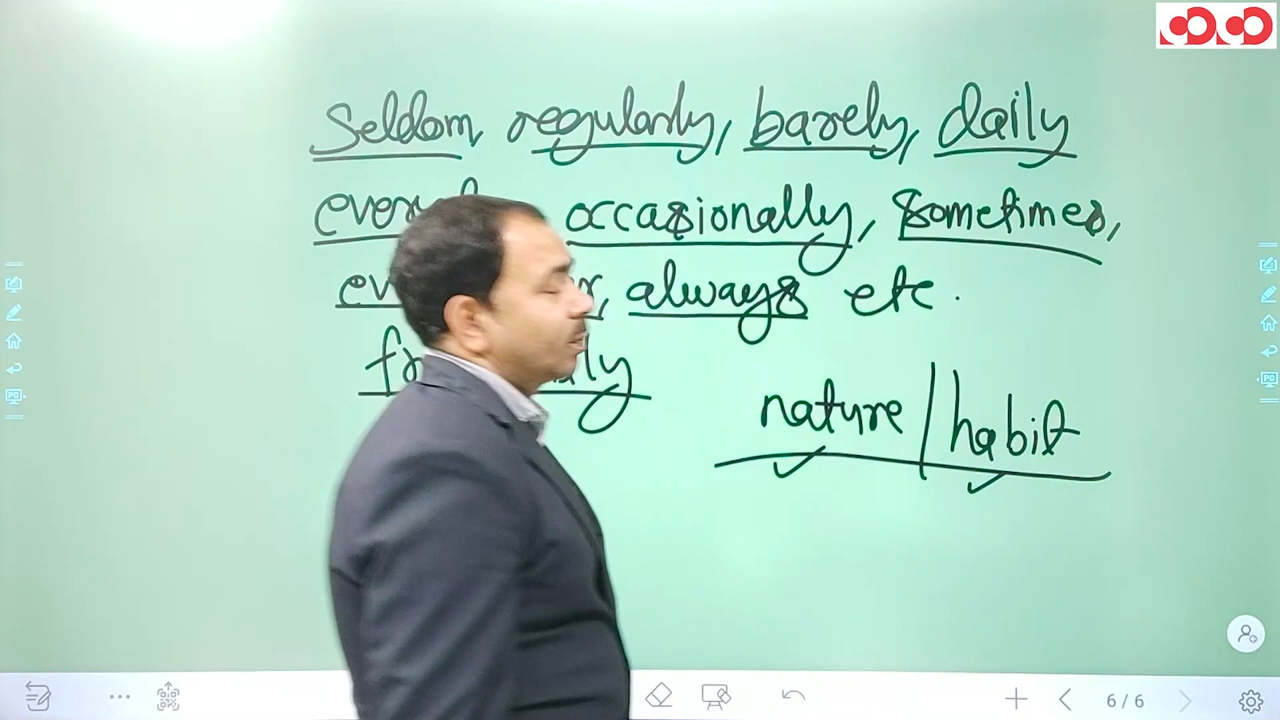 Seldom, regularly, barely, daily
occasionally, sometimes,
always etc.
nature / habit
6 / 6